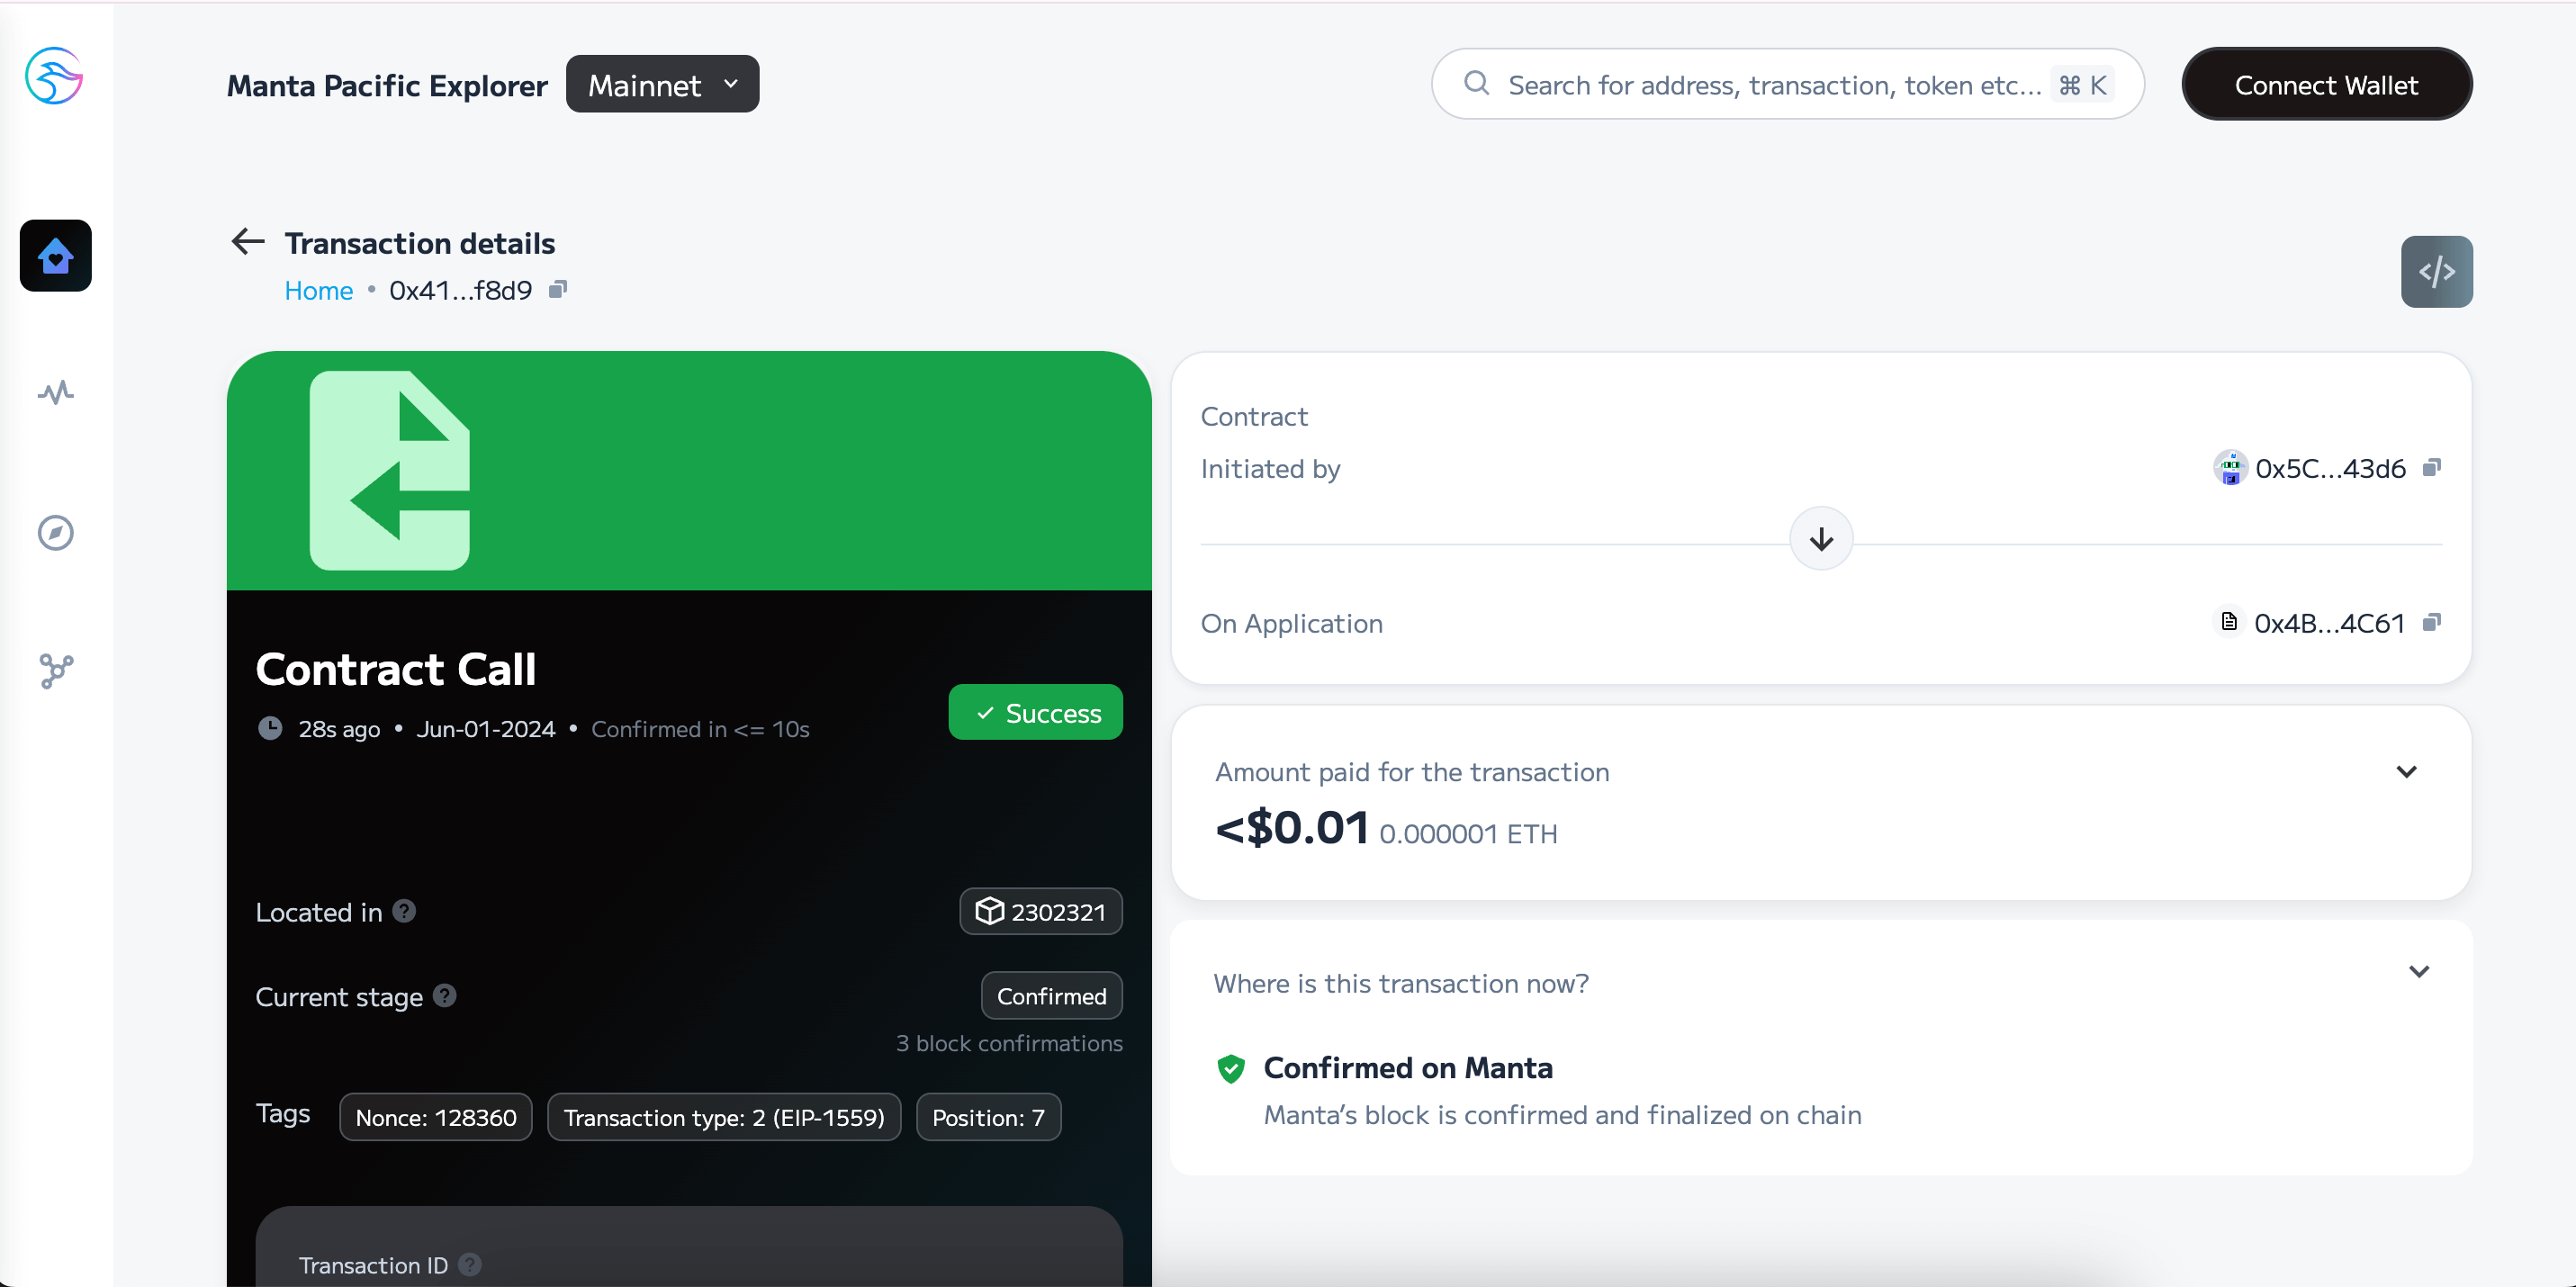 Manta Pacific Explorer
Mainnet
Search for address, transaction, token etc...
⌘ K
Connect Wallet
Transaction details
Home • 0x41...f8d9
</>
Contract Call
28s ago • Jun-01-2024 • Confirmed in <= 10s
Success
Located in ?
2302321
Current stage ?
Confirmed
3 block confirmations
Tags
Nonce: 128360
Transaction type: 2 (EIP-1559)
Position: 7
Transaction ID ?
Contract
Initiated by
0x5C...43d6
On Application
0x4B...4C61
Amount paid for the transaction
<$0.01 0.000001 ETH
Where is this transaction now?
Confirmed on Manta
Manta’s block is confirmed and finalized on chain